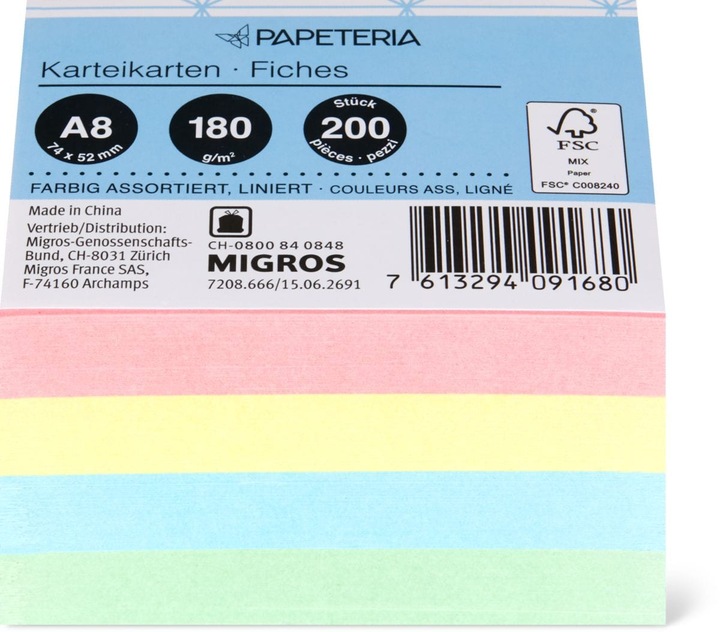 PAPETERIA
Karteikarten · Fiches
A8
74 x 52 mm
180
g/m²
Stück
200
pièces · pezzi
FSC
MIX
Paper
FSC® C008240
FARBIG ASSORTIERT, LINIERT · COULEURS ASS, LIGNÉ
Made in China
Vertrieb/Distribution:
Migros-Genossenschafts-
Bund, CH-8031 Zürich
Migros France SAS,
F-74160 Archamps
CH-0800 84 0848
MIGROS
7208.666/15.06.2691
7 613294 091680